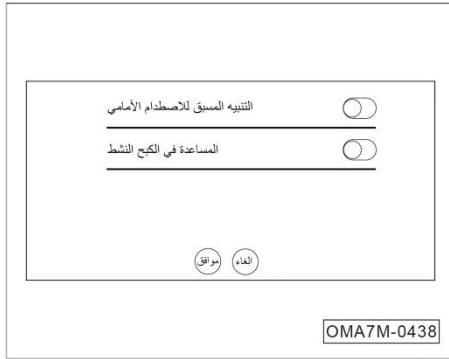 التنبيه المسبق للاصطدام الأمامي
المساعدة في الكبح النشط
الغاء
موافق
OMA7M-0438